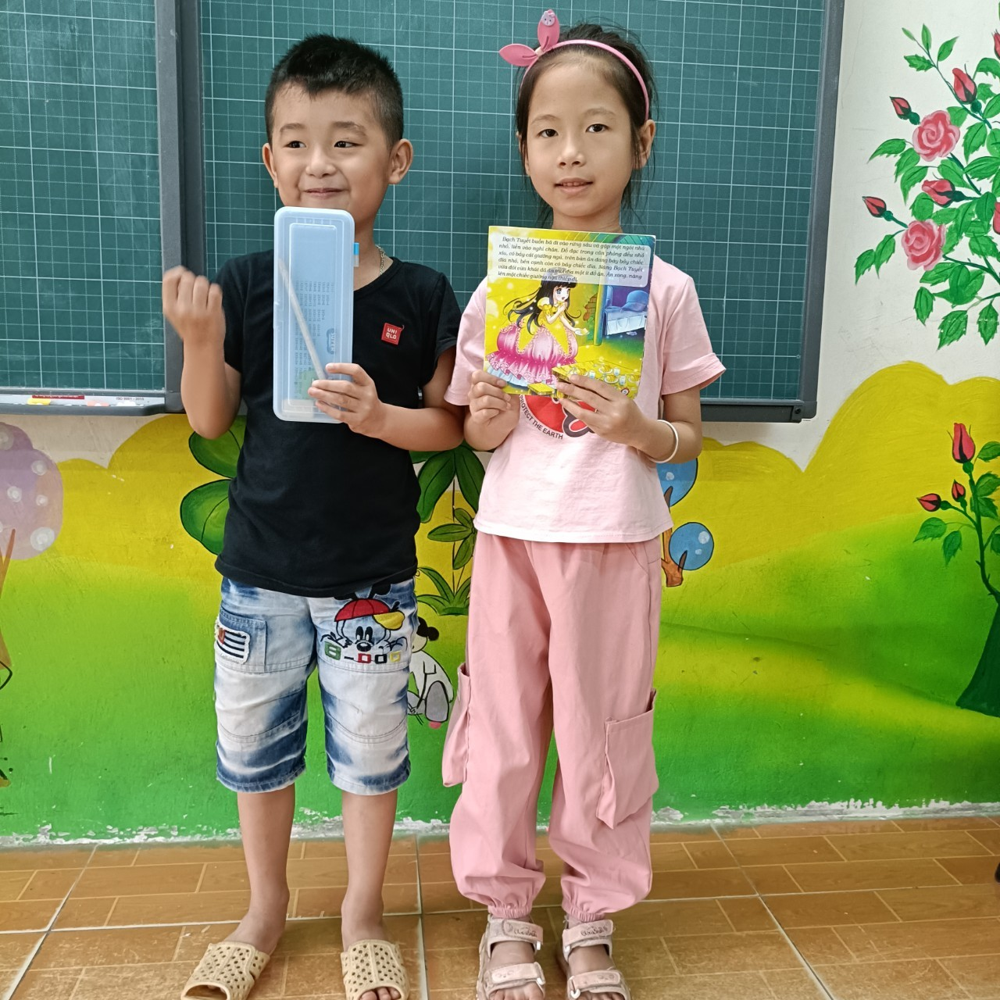 Bạch Tuyết buồn bã đi vào rừng sâu và gặp một ngôi nhà
nhỏ, tiến vào nghỉ chân. Đồ đạc trong căn phòng đều nhỏ
xíu, có bảy cái giường ngủ, trên bàn ăn đang bày bảy chiếc
đĩa nhỏ, bên cạnh còn có bảy chiếc dĩa. Nàng Bạch Tuyết
vừa đói vừa khát đã ăn mỗi đĩa một ít đồ ăn. Ăn xong, nàng
lên một chiếc giường ngủ thiếp đi.
UNI
QLO
PROTECT THE EARTH
B-DOG